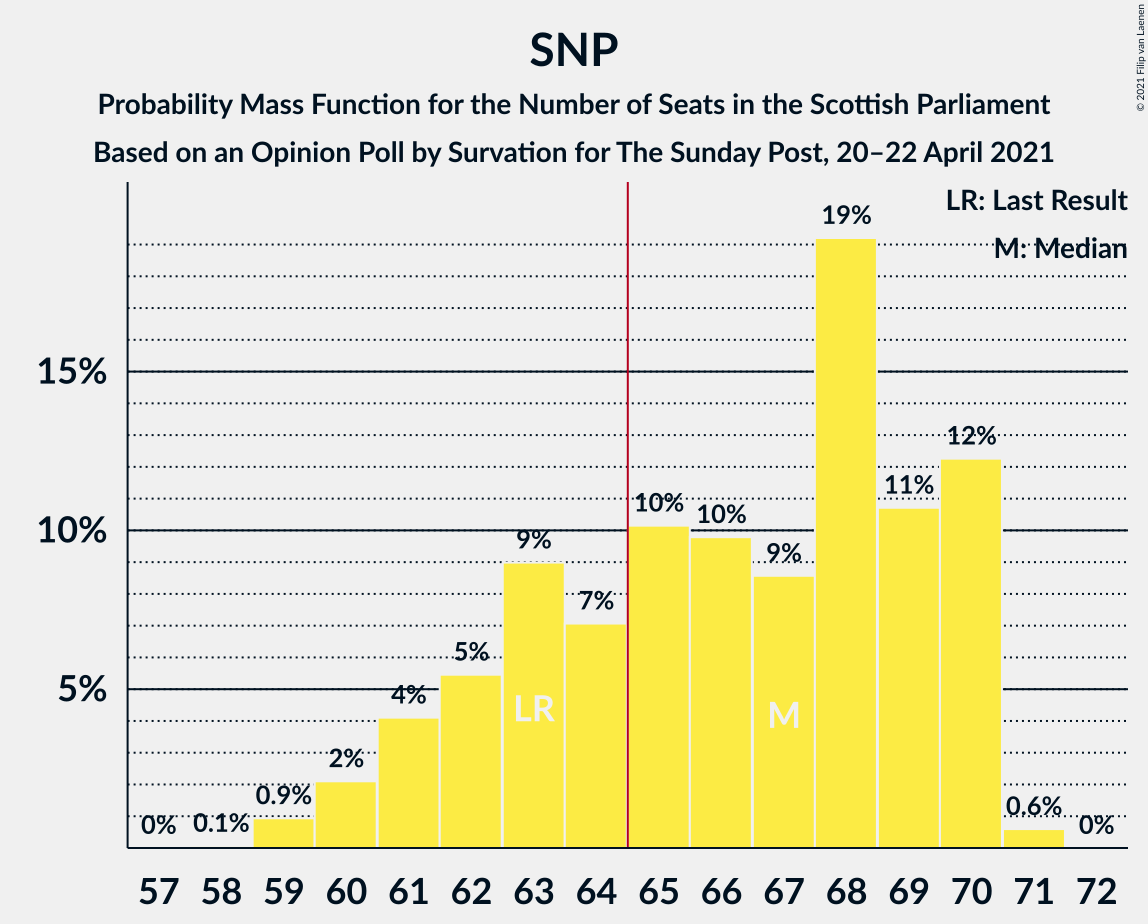 SNP
Probability Mass Function for the Number of Seats in the Scottish Parliament
Based on an Opinion Poll by Survation for The Sunday Post, 20–22 April 2021
© 2021 Filip van Laenen
LR: Last Result
M: Median
15%
10%
5%
0%
0.1%
0.9%
2%
4%
5%
9%
7%
10%
10%
9%
19%
11%
12%
0.6%
0%
LR
M
57 58 59 60 61 62 63 64 65 66 67 68 69 70 71 72